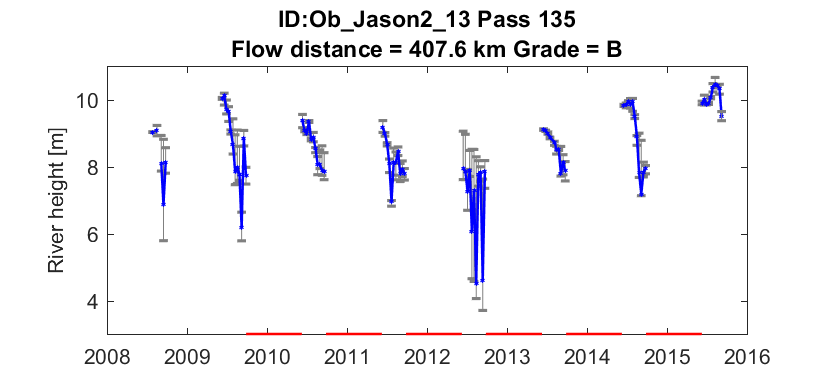 ID:Ob_Jason2_13 Pass 135
Flow distance = 407.6 km Grade = B
River height [m]
10
8
6
4
2008 2009 2010 2011 2012 2013 2014 2015 2016